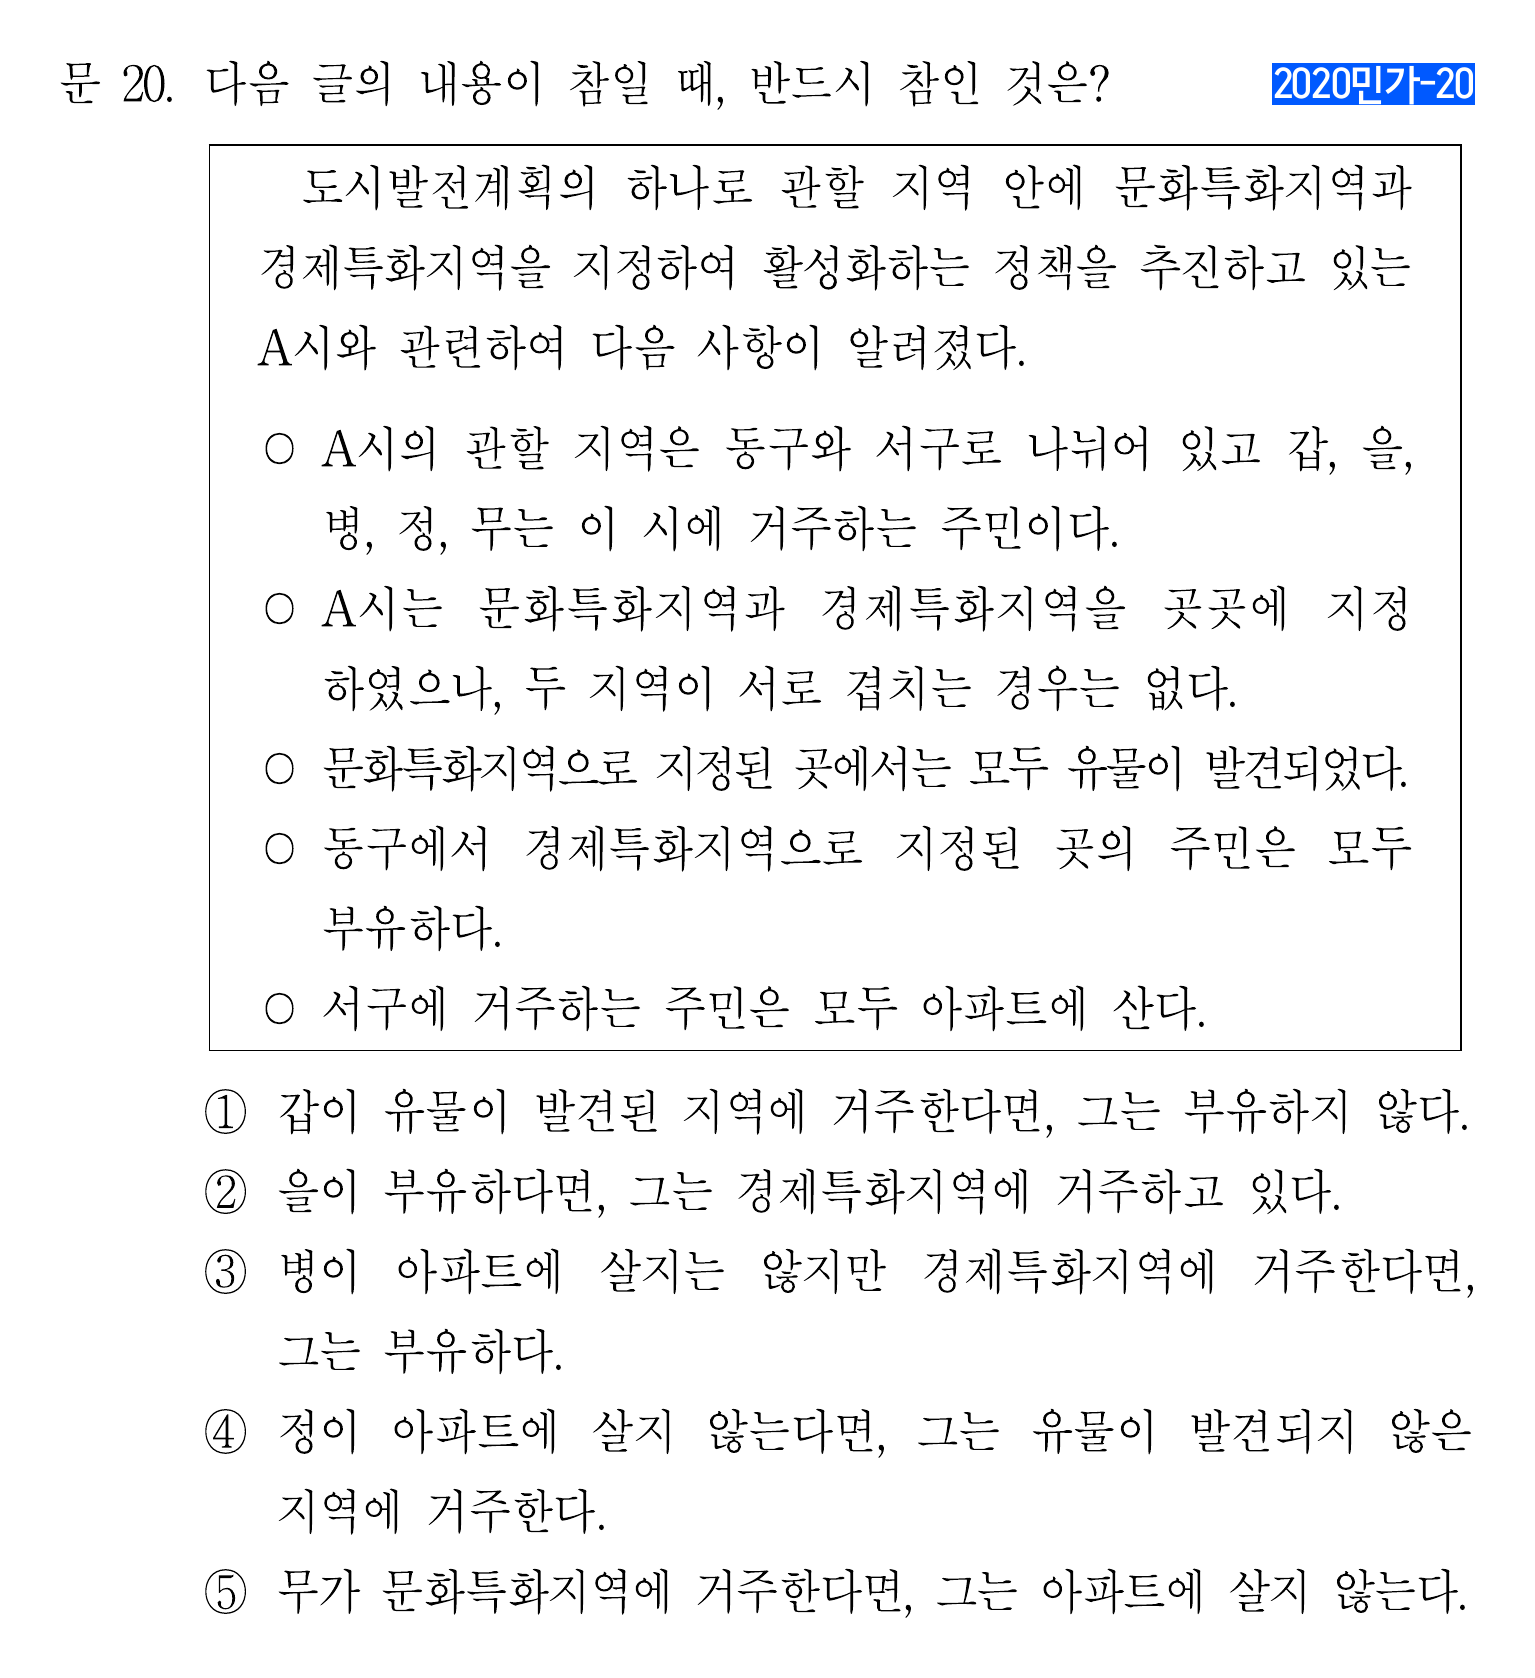 문 20. 다음 글의 내용이 참일 때, 반드시 참인 것은?
2020민가-20
도시발전계획의 하나로 관할 지역 안에 문화특화지역과
경제특화지역을 지정하여 활성화하는 정책을 추진하고 있는
A시와 관련하여 다음 사항이 알려졌다.
○ A시의 관할 지역은 동구와 서구로 나뉘어 있고 갑, 을,
병, 정, 무는 이 시에 거주하는 주민이다.
○ A시는 문화특화지역과 경제특화지역을 곳곳에 지정
하였으나, 두 지역이 서로 겹치는 경우는 없다.
○ 문화특화지역으로 지정된 곳에서는 모두 유물이 발견되었다.
○ 동구에서 경제특화지역으로 지정된 곳의 주민은 모두
부유하다.
○ 서구에 거주하는 주민은 모두 아파트에 산다.
① 갑이 유물이 발견된 지역에 거주한다면, 그는 부유하지 않다.
② 을이 부유하다면, 그는 경제특화지역에 거주하고 있다.
③ 병이 아파트에 살지는 않지만 경제특화지역에 거주한다면,
그는 부유하다.
④ 정이 아파트에 살지 않는다면, 그는 유물이 발견되지 않은
지역에 거주한다.
⑤ 무가 문화특화지역에 거주한다면, 그는 아파트에 살지 않는다.